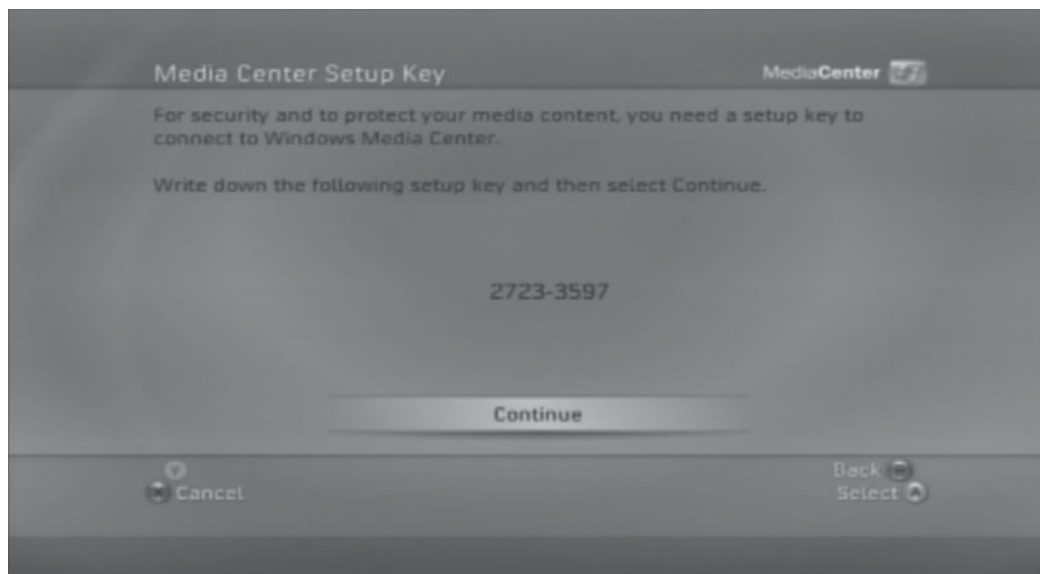 Media Center Setup Key
MediaCenter
For security and to protect your media content, you need a setup key to
connect to Windows Media Center.
Write down the following setup key and then select Continue.
2723-3597
Continue
Back
Cancel
Select